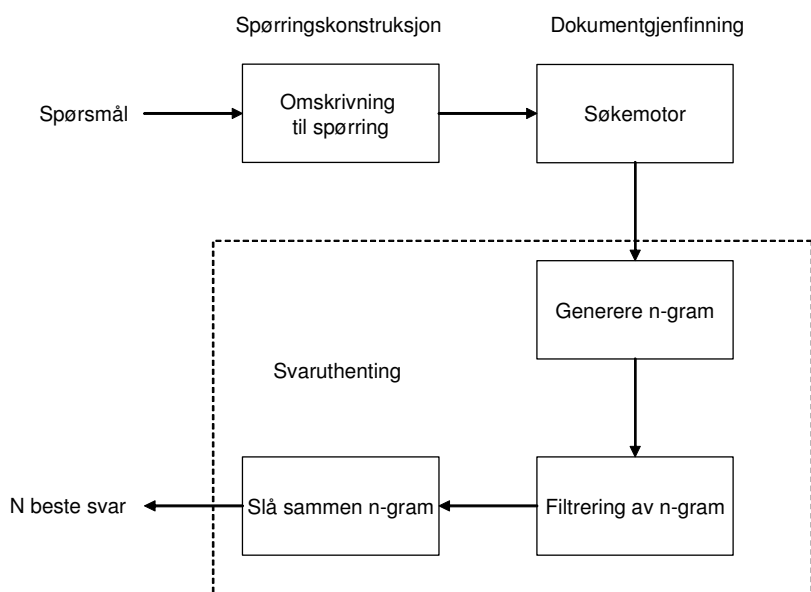 Spørringskonstruksjon
Dokumentgjenfinning
Spørsmål
Omskrivning
til spørring
Søkemotor
Generere n-gram
Svaruthenting
N beste svar
Slå sammen n-gram
Filtrering av n-gram